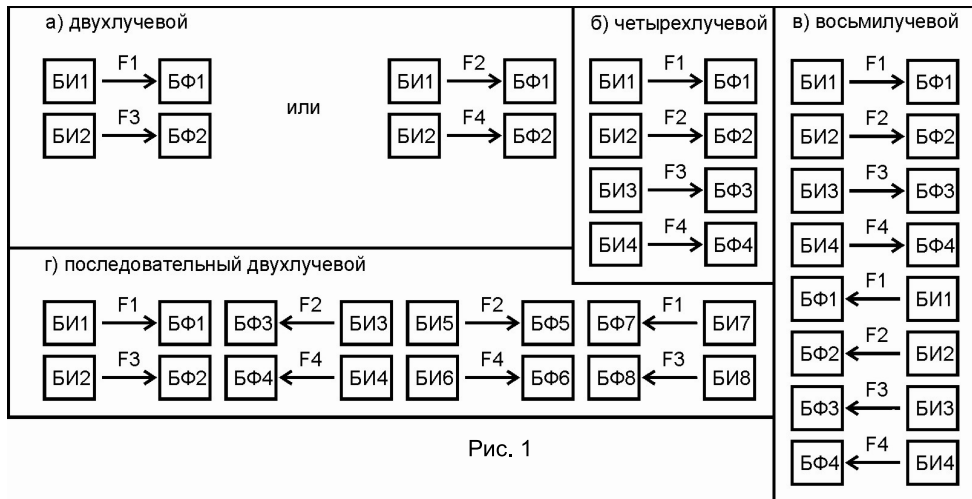 а) двухлучевой
F1
БИ1 БФ1
F3
БИ2 БФ2
или
F2
БИ1 БФ1
F4
БИ2 БФ2
б) четырехлучевой
F1
БИ1 БФ1
F2
БИ2 БФ2
F3
БИ3 БФ3
F4
БИ4 БФ4
в) восьмилучевой
F1
БИ1 БФ1
F2
БИ2 БФ2
F3
БИ3 БФ3
F4
БИ4 БФ4
F1
БФ1 БИ1
F2
БФ2 БИ2
F3
БФ3 БИ3
F4
БФ4 БИ4
г) последовательный двухлучевой
F1 F2 F2 F1
БИ1 БФ1 БФ3 БИ3 БИ5 БФ5 БФ7 БИ7
F3 F4 F4 F3
БИ2 БФ2 БФ4 БИ4 БИ6 БФ6 БФ8 БИ8
Рис. 1